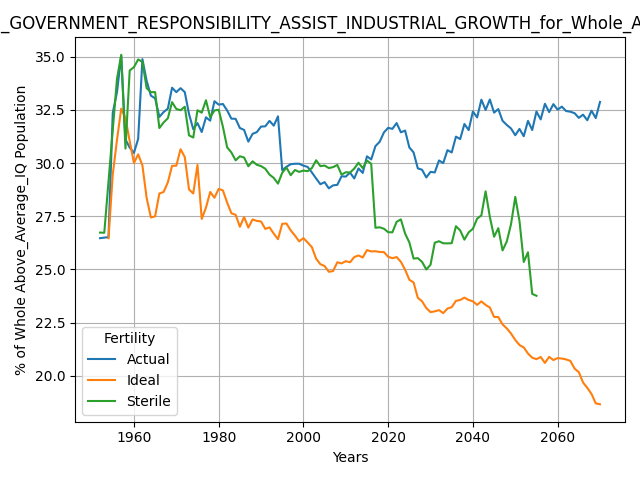 _GOVERNMENT_RESPONSIBILITY_ASSIST_INDUSTRIAL_GROWTH_for_Whole_A
% of Whole Above_Average_IQ Population
35.0
32.5
30.0
27.5
25.0
22.5
20.0
Fertility
Actual
Ideal
Sterile
1960
1980
2000
2020
2040
2060
Years